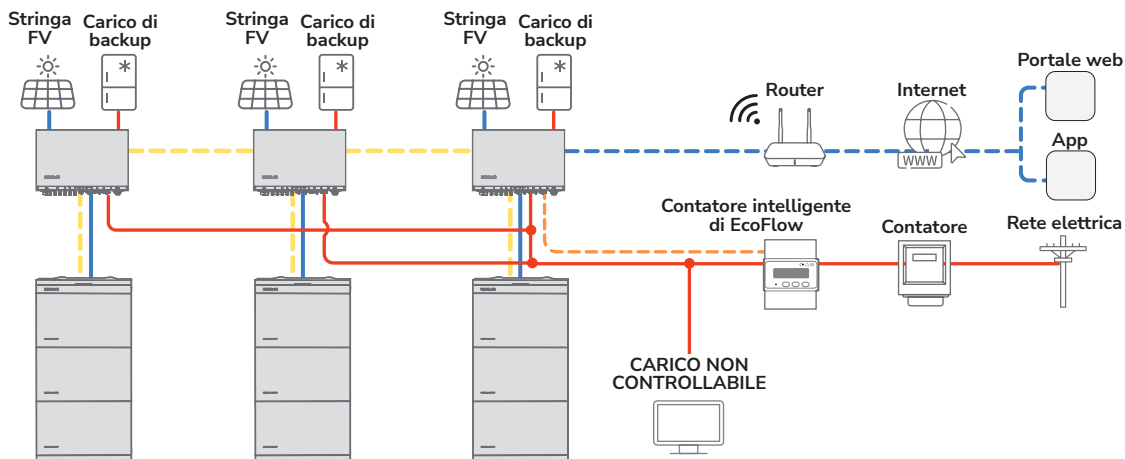 Stringa
FV
Carico di
backup
Stringa
FV
Carico di
backup
Stringa
FV
Carico di
backup
Router
Internet
WWW
Portale web
App
Contatore intelligente
di EcoFlow
Contatore
Rete elettrica
CARICO NON
CONTROLLABILE